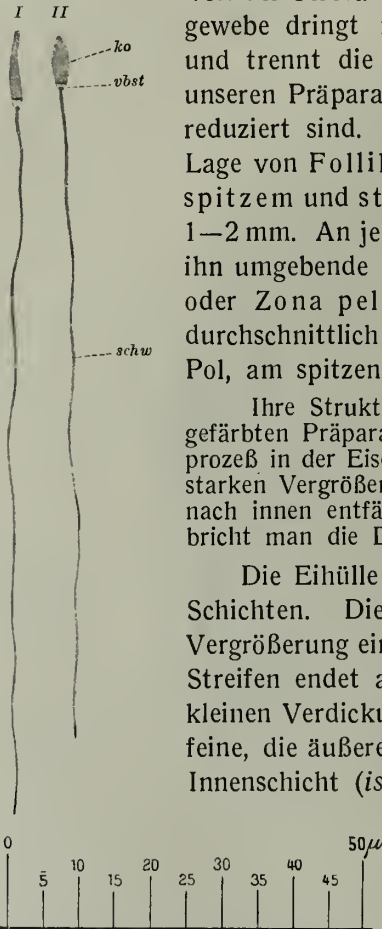 I II
gewebe dringt
ko
und trennt die
vbst
unseren Präpara
reduziert sind.
Lage von Follil
spitzem und st
1—2 mm. An je
ihn umgebende
oder Zona pel
durchschnittlich
schw
Pol, am spitzen
Ihre Strukt
gefärbten Präpara
prozeß in der Eise
starken Vergrößer
nach innen entfä
bricht man die D
Die Eihülle
Schichten. Die
Vergrößerung ein
Streifen endet a
kleinen Verdicku
feine, die äußere
Innenschicht (is
0 50µ
10 20 30 40
5 15 25 35 45